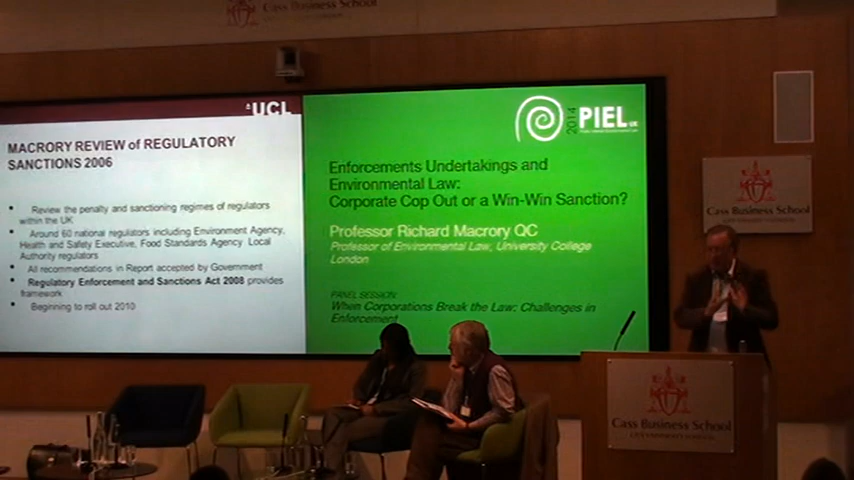 Cass Business School
UCL
MACRORY REVIEW of REGULATORY
SANCTIONS 2006
• Review the penalty and sanctioning regimes of regulators
within the UK
• Around 60 national regulators including Environment Agency,
Health and Safety Executive, Food Standards Agency Local
Authority regulators
• All recommendations in Report accepted by Government
• Regulatory Enforcement and Sanctions Act 2008 provides
framework
• Beginning to roll out 2010
2014 PIEL UK
Enforcements Undertakings and
Environmental Law:
Corporate Cop Out or a Win-Win Sanction?
Professor Richard Macrory QC
Professor of Environmental Law, University College
London
PANEL SESSION:
When Corporations Break the Law: Challenges in
Enforcement
Cass Business School
Cass Business School
CITY UNIVERSITY LONDON